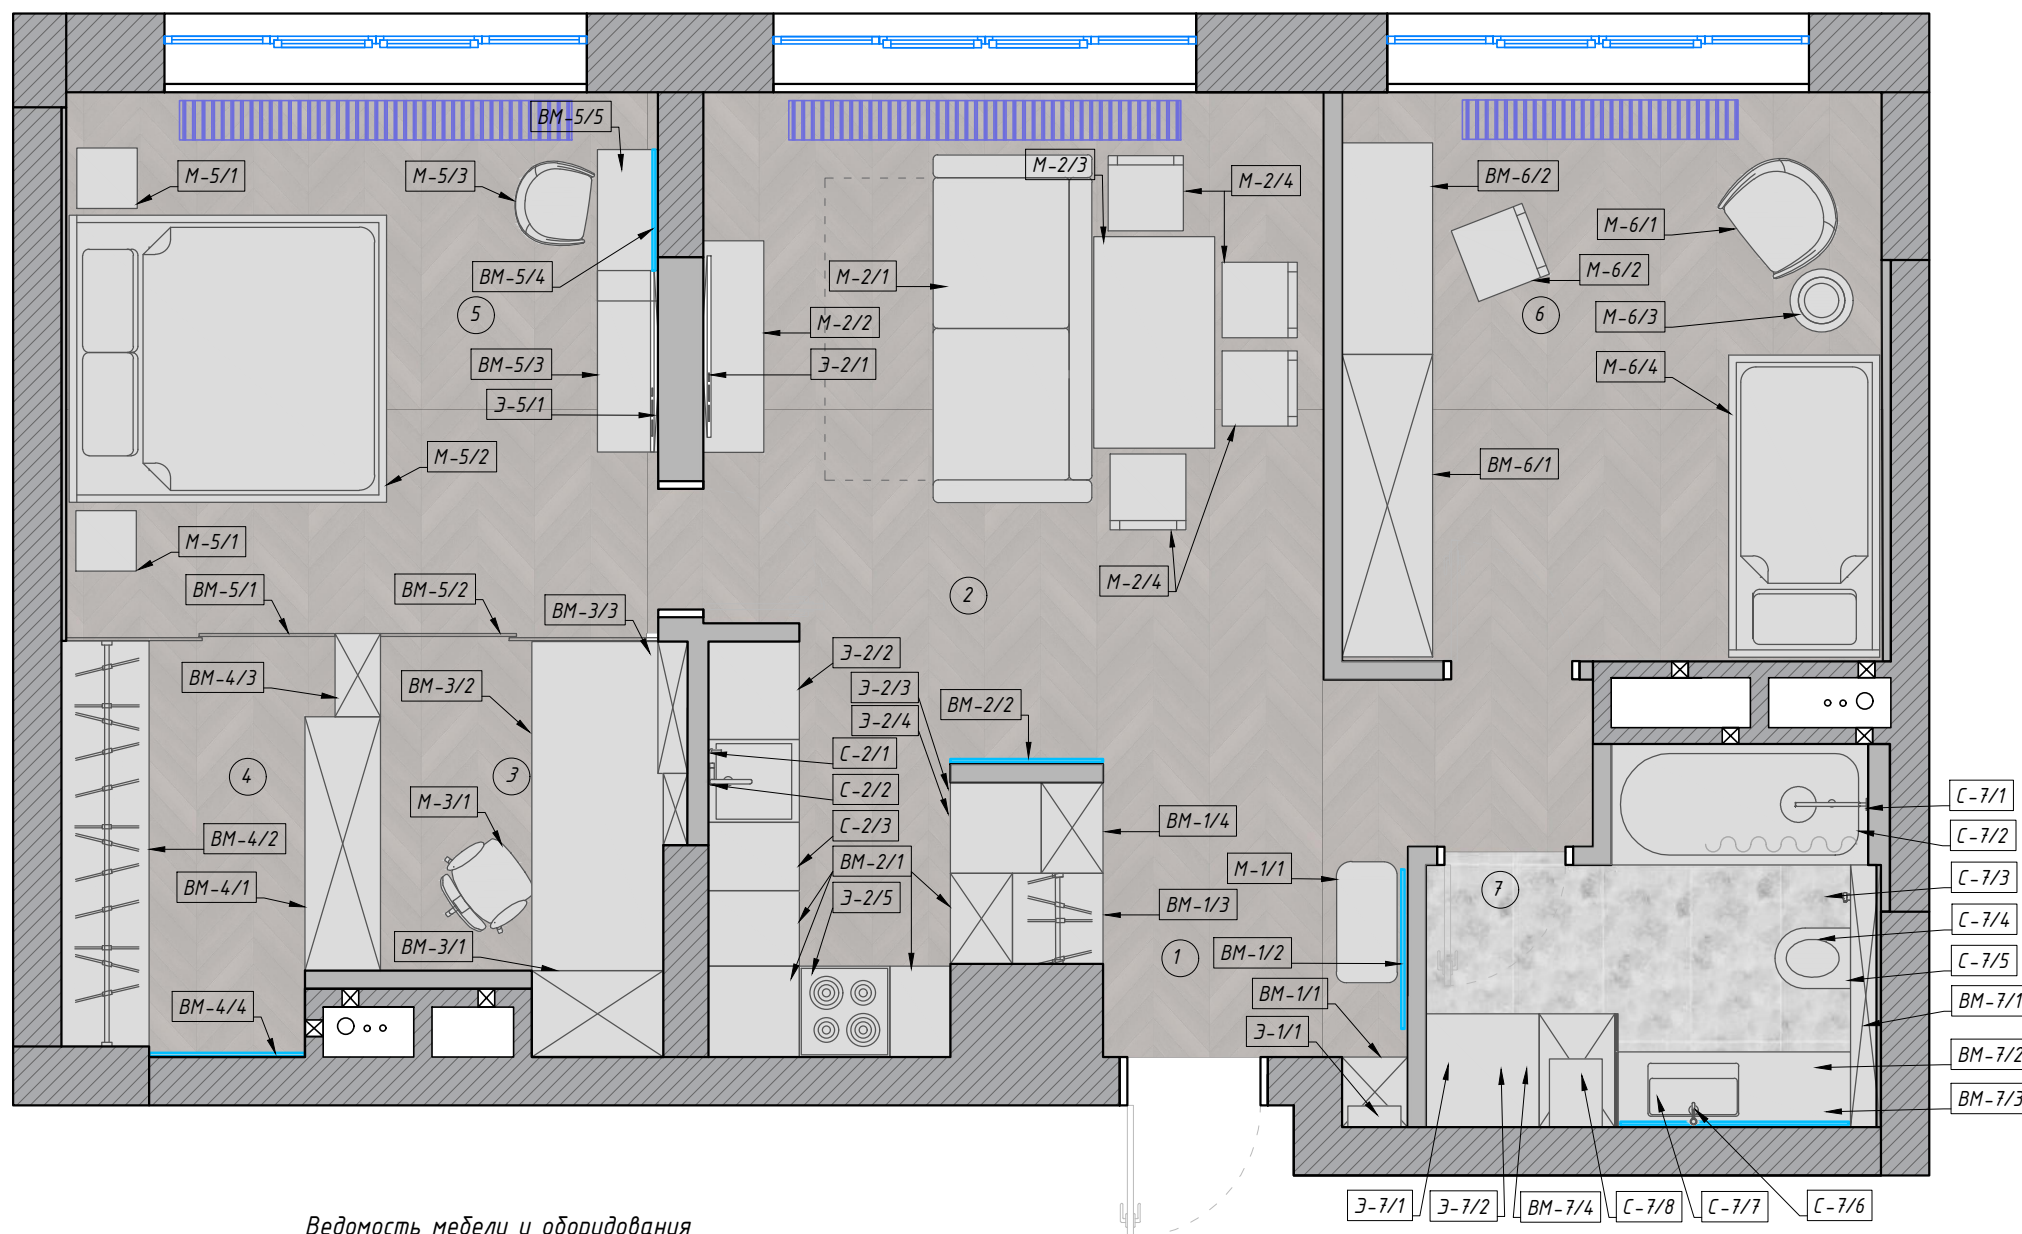 ВМ-5/5
М-5/1
М-5/3
М-2/3
М-2/4
ВМ-6/2
М-6/1
ВМ-5/4
М-2/1
М-6/2
5
6
М-2/2
М-6/3
ВМ-5/3
Э-2/1
М-6/4
Э-5/1
М-5/2
ВМ-6/1
М-5/1
ВМ-5/1
ВМ-5/2
М-2/4
2
ВМ-3/3
Э-2/2
ВМ-4/3
ВМ-3/2
Э-2/3
ВМ-2/2
Э-2/4
С-2/1
4
3
С-2/2
С-7/1
М-3/1
С-2/3
ВМ-1/4
С-7/2
ВМ-4/2
ВМ-2/1
М-1/1
С-7/3
ВМ-4/1
Э-2/5
7
ВМ-1/3
С-7/4
ВМ-3/1
1
ВМ-1/2
С-7/5
ВМ-4/4
ВМ-1/1
ВМ-7/1
Э-1/1
ВМ-7/2
ВМ-7/3
Э-7/1
Э-7/2
ВМ-7/4
С-7/8
С-7/7
С-7/6
Ведомость мебели и оборудования